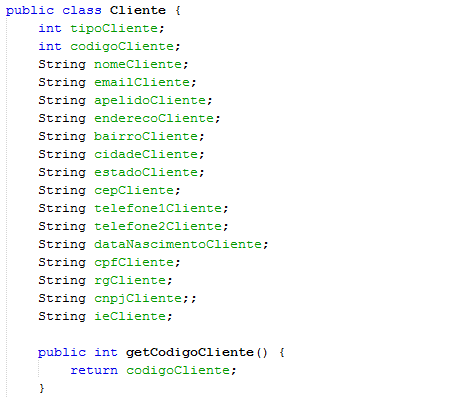 public class Cliente {
    int tipoCliente;
    int codigoCliente;
    String nomeCliente;
    String emailCliente;
    String apelidoCliente;
    String enderecoCliente;
    String bairroCliente;
    String cidadeCliente;
    String estadoCliente;
    String cepCliente;
    String telefone1Cliente;
    String telefone2Cliente;
    String dataNascimentoCliente;
    String cpfCliente;
    String rgCliente;
    String cnpjCliente;;
    String ieCliente;

    public int getCodigoCliente() {
        return codigoCliente;
    }